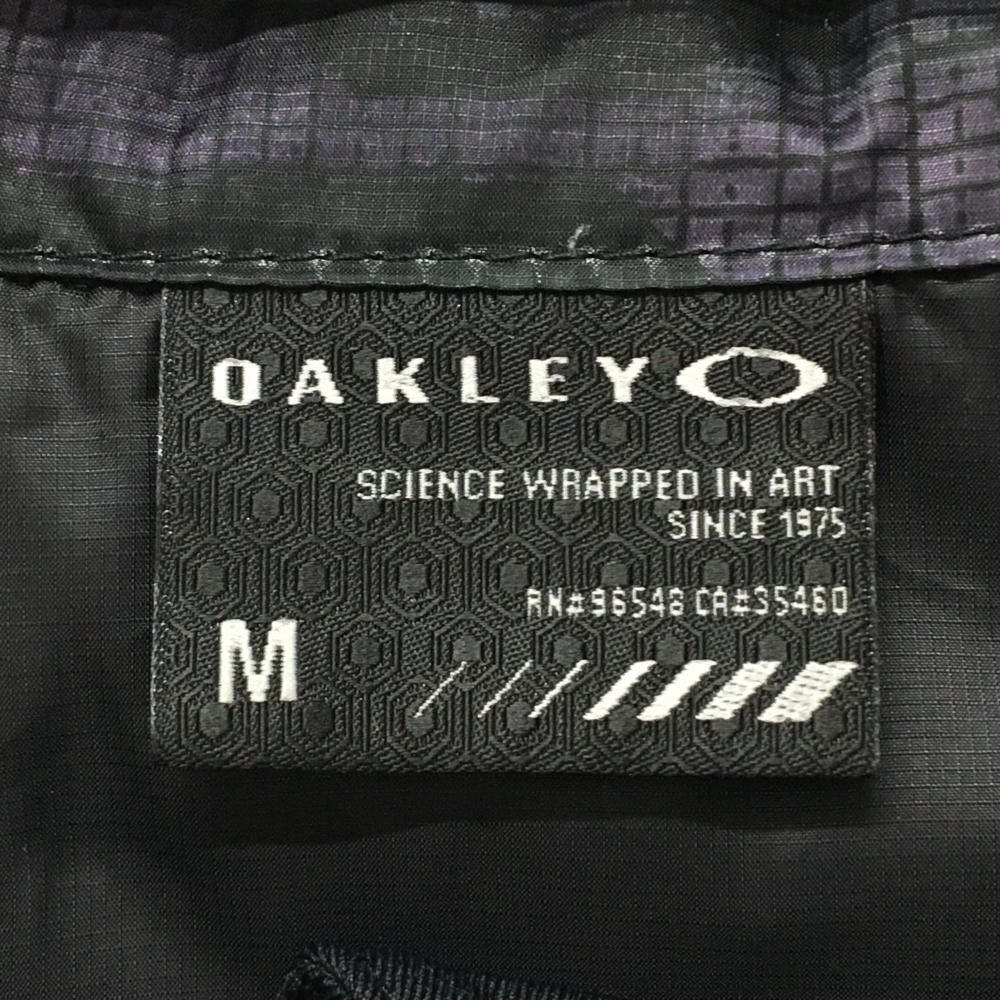 OAKLEY
SCIENCE WRAPPED IN ART
SINCE 1975
RN#96548 CA#35460
M